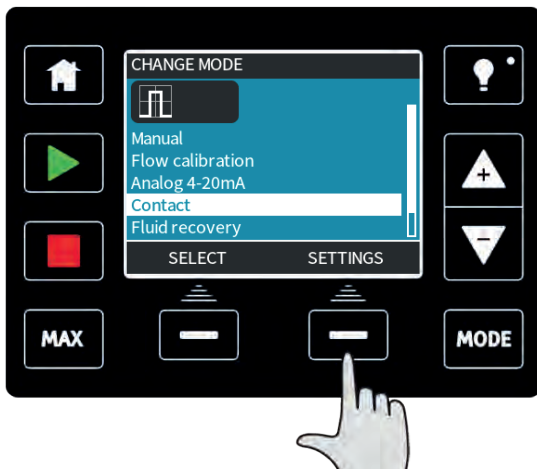 CHANGE MODE
Manual
Flow calibration
Analog 4-20mA
Contact
Fluid recovery
SELECT SETTINGS
+
-
MAX
MODE